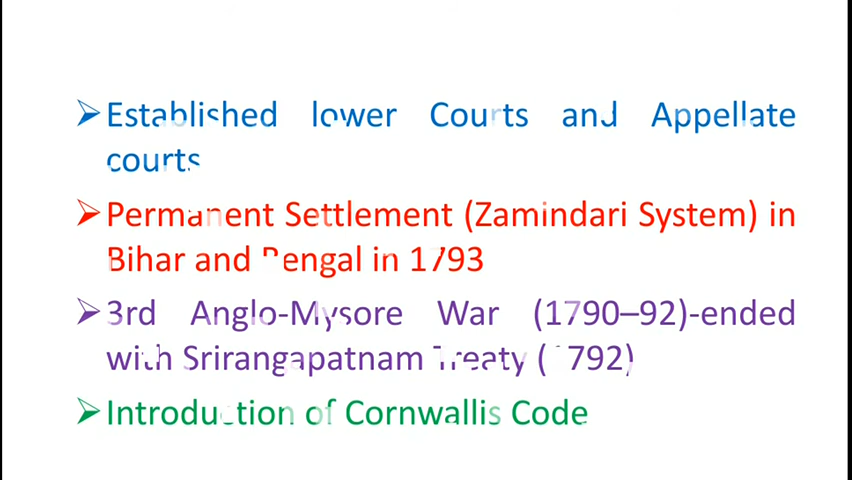 ➢Established lower Courts and Appellate
courts
➢Permanent Settlement (Zamindari System) in
Bihar and Bengal in 1793
➢3rd Anglo-Mysore War (1790–92)-ended
with Srirangapatnam Treaty (1792)
➢Introduction of Cornwallis Code